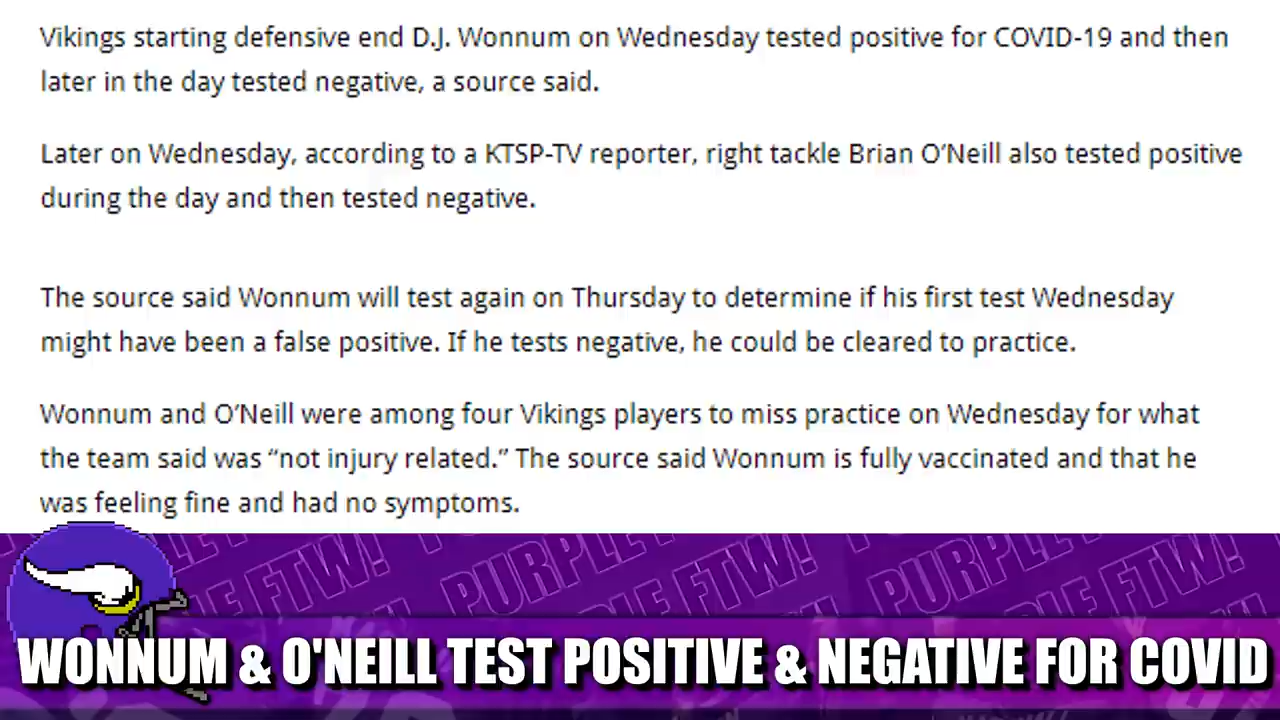 Vikings starting defensive end D.J. Wonnum on Wednesday tested positive for COVID-19 and then
later in the day tested negative, a source said.
Later on Wednesday, according to a KTSP-TV reporter, right tackle Brian O’Neill also tested positive
during the day and then tested negative.
The source said Wonnum will test again on Thursday to determine if his first test Wednesday
might have been a false positive. If he tests negative, he could be cleared to practice.
Wonnum and O’Neill were among four Vikings players to miss practice on Wednesday for what
the team said was “not injury related.” The source said Wonnum is fully vaccinated and that he
was feeling fine and had no symptoms.
PURPLE FTW!
WONNUM & O'NEILL TEST POSITIVE & NEGATIVE FOR COVID